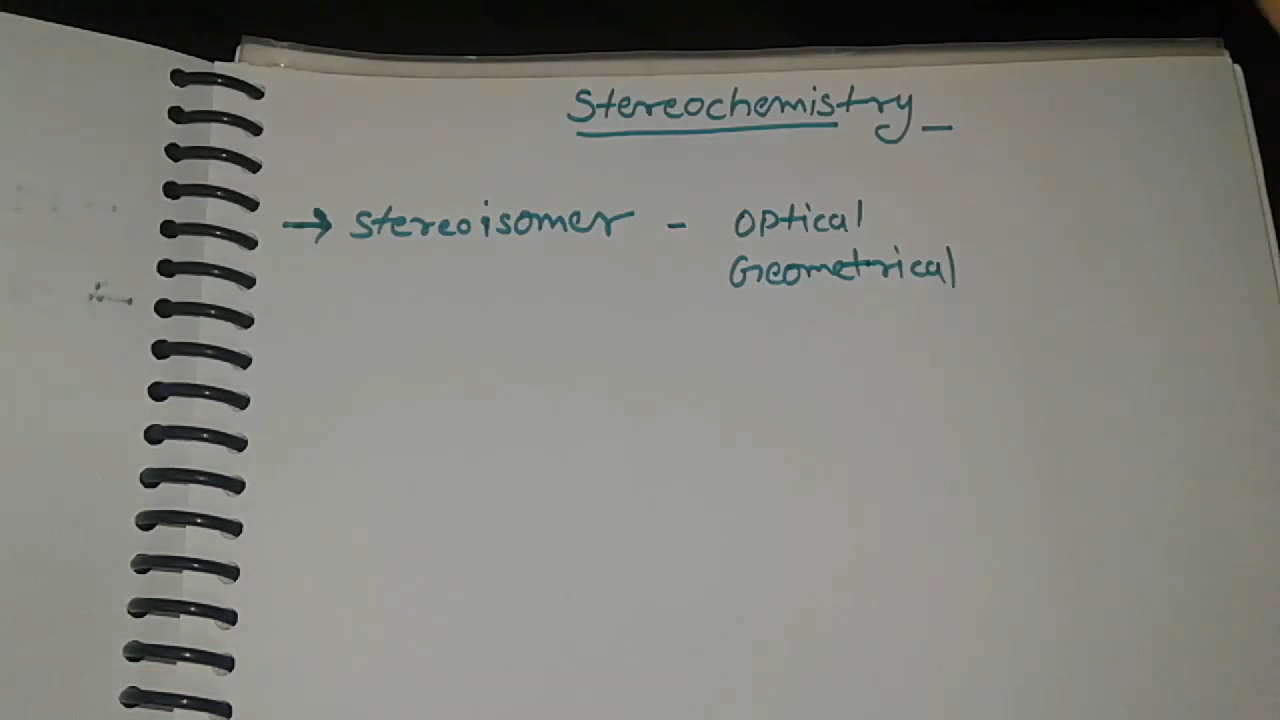 Stereochemistry -
→ stereoisomer - optical
Geometrical